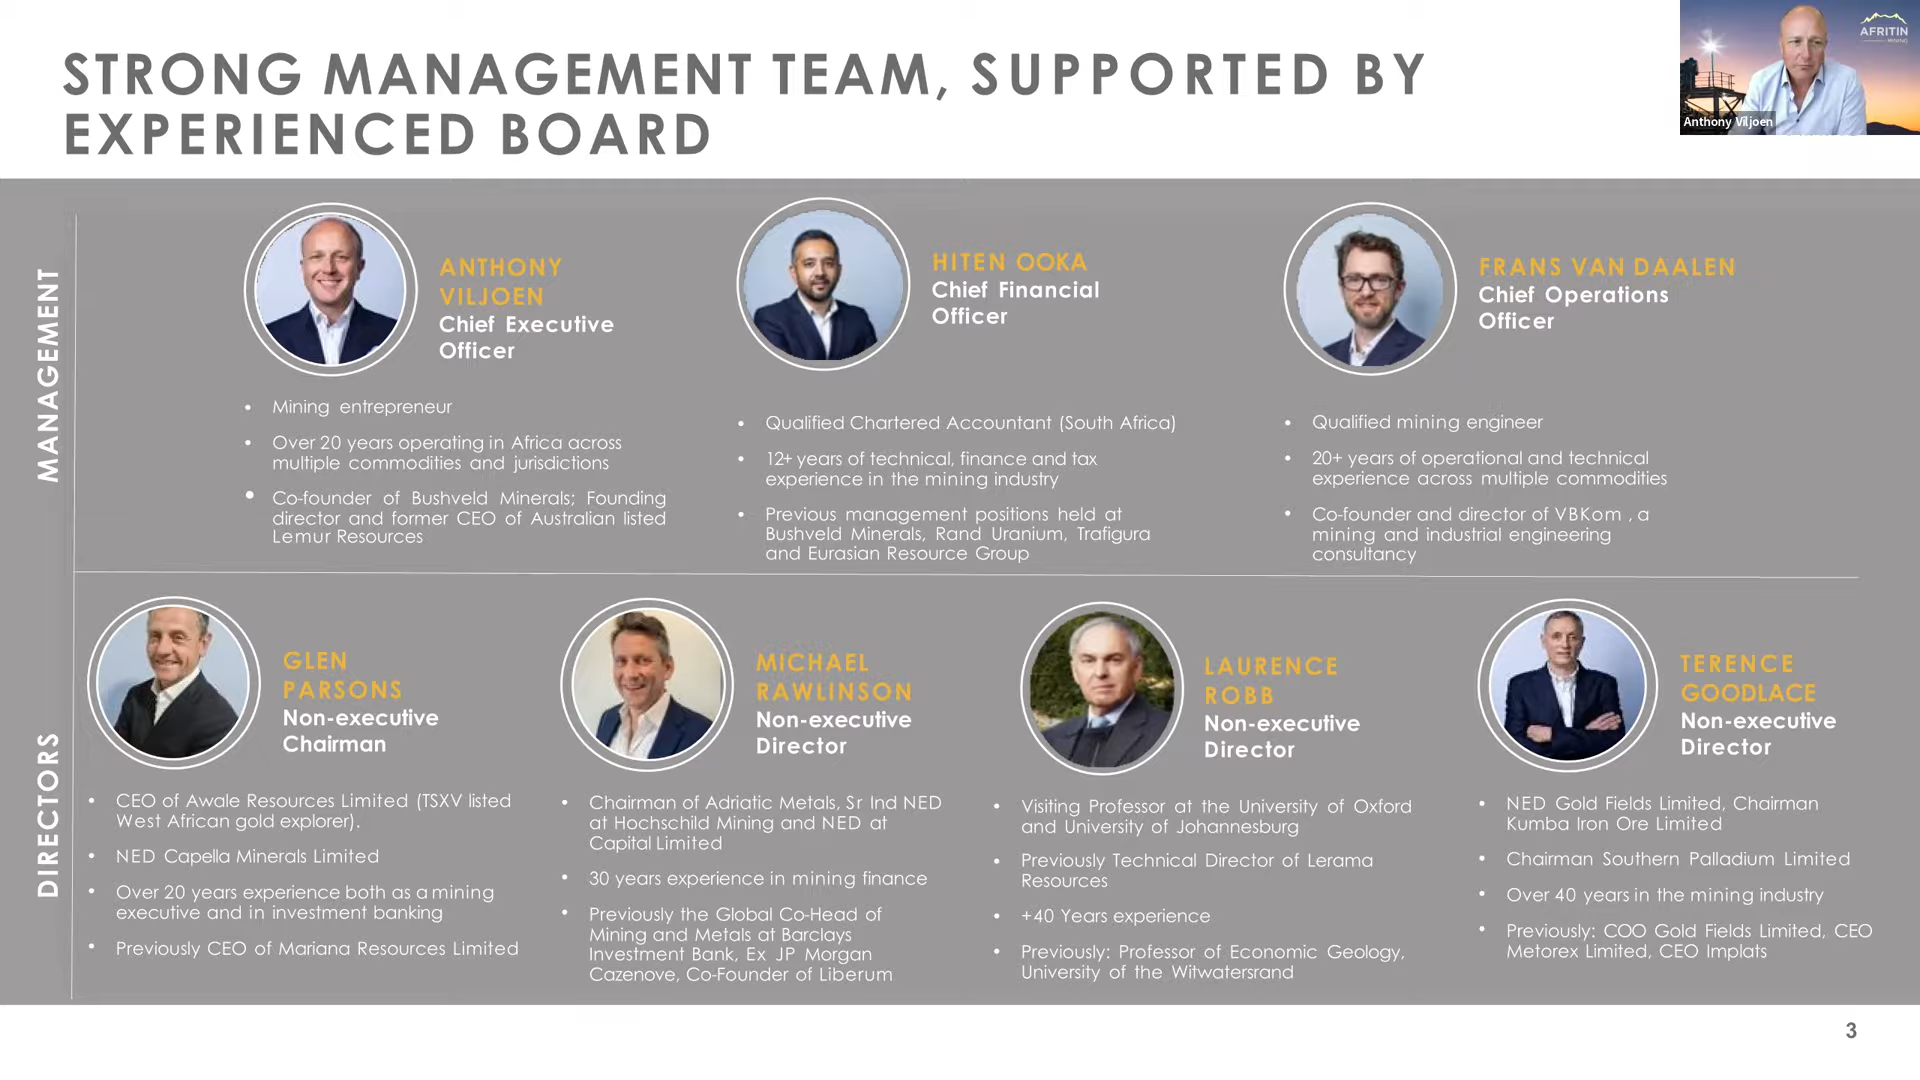 STRONG MANAGEMENT TEAM, SUPPORTED BY
EXPERIENCED BOARD
AFRITIN
Anthony Viljoen
MANAGEMENT
ANTHONY
VILJOEN
Chief Executive
Officer
• Mining entrepreneur
• Over 20 years operating in Africa across
multiple commodities and jurisdictions
• Co-founder of Bushveld Minerals; Founding
director and former CEO of Australian listed
Lemur Resources
HITEN OOKA
Chief Financial
Officer
• Qualified Chartered Accountant (South Africa)
• 12+ years of technical, finance and tax
experience in the mining industry
• Previous management positions held at
Bushveld Minerals, Rand Uranium, Trafigura
and Eurasian Resource Group
FRANS VAN DAALEN
Chief Operations
Officer
• Qualified mining engineer
• 20+ years of operational and technical
experience across multiple commodities
• Co-founder and director of VBKom , a
mining and industrial engineering
consultancy
DIRECTORS
GLEN
PARSONS
Non-executive
Chairman
• CEO of Awale Resources Limited (TSXV listed
West African gold explorer).
• NED Capella Minerals Limited
• Over 20 years experience both as a mining
executive and in investment banking
• Previously CEO of Mariana Resources Limited
MICHAEL
RAWLINSON
Non-executive
Director
• Chairman of Adriatic Metals, Sr Ind NED
at Hochschild Mining and NED at
Capital Limited
• 30 years experience in mining finance
• Previously the Global Co-Head of
Mining and Metals at Barclays
Investment Bank, Ex JP Morgan
Cazenove, Co-Founder of Liberum
LAURENCE
ROBB
Non-executive
Director
• Visiting Professor at the University of Oxford
and University of Johannesburg
• Previously Technical Director of Lerama
Resources
• +40 Years experience
• Previously: Professor of Economic Geology,
University of the Witwatersrand
TERENCE
GOODLACE
Non-executive
Director
• NED Gold Fields Limited, Chairman
Kumba Iron Ore Limited
• Chairman Southern Palladium Limited
• Over 40 years in the mining industry
• Previously: COO Gold Fields Limited, CEO
Metorex Limited, CEO Implats
3